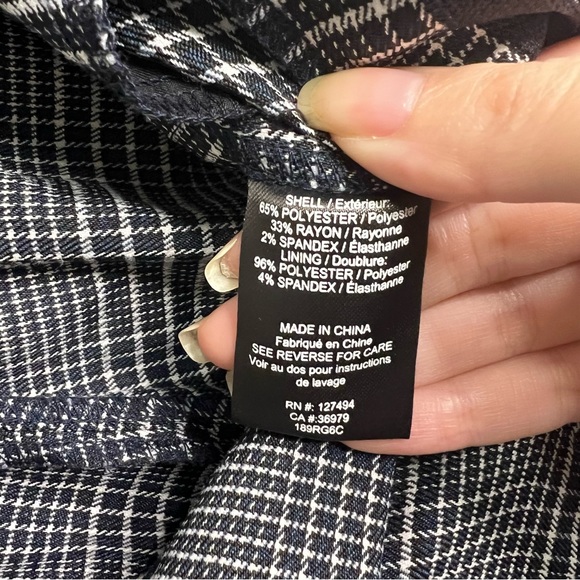 SHELL / Extérieur:
65% POLYESTER / Polyester
33% RAYON / Rayonne
2% SPANDEX / Élasthanne
LINING / Doublure:
96% POLYESTER / Polyester
4% SPANDEX / Élasthanne
MADE IN CHINA
Fabriqué en Chine
SEE REVERSE FOR CARE
Voir au dos pour instructions
de lavage
RN #: 127494
CA #:36979
189RG6C